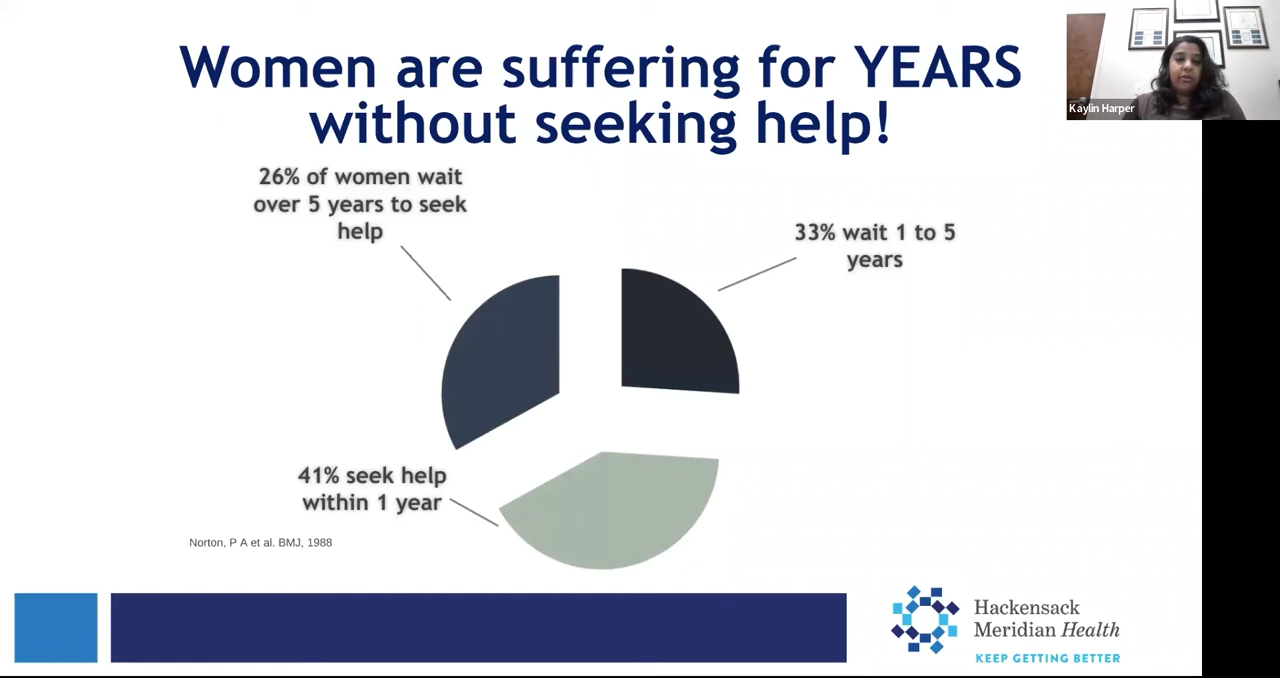 Women are suffering for YEARS
without seeking help!
Kaylin Harper
26% of women wait
over 5 years to seek
help
33% wait 1 to 5
years
41% seek help
within 1 year
Norton, P A et al. BMJ, 1988
Hackensack
Meridian Health
KEEP GETTING BETTER